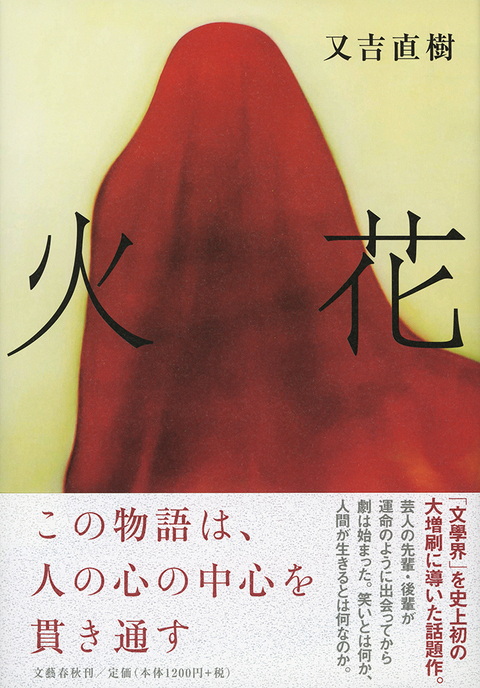 又吉直樹
火花
「文學界」を史上初の
大増刷に導いた話題作。
芸人の先輩・後輩が
運命のように出会ってから
劇は始まった。笑いとは何か、
人間が生きるとは何なのか。
この物語は、
人の心の中心を
貫き通す
文藝春秋刊／定価（本体1200円+税）